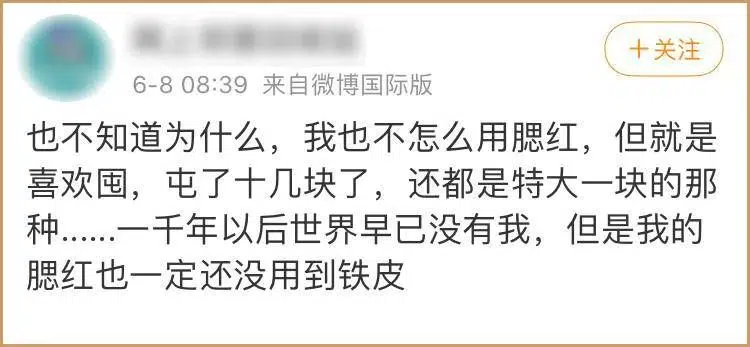 +关注
6-8 08:39 来自微博国际版
也不知道为什么，我也不怎么用腮红，但就是
喜欢囤，屯了十几块了，还都是特大一块的那
种……一千年以后世界早已没有我，但是我的
腮红也一定还没用到铁皮